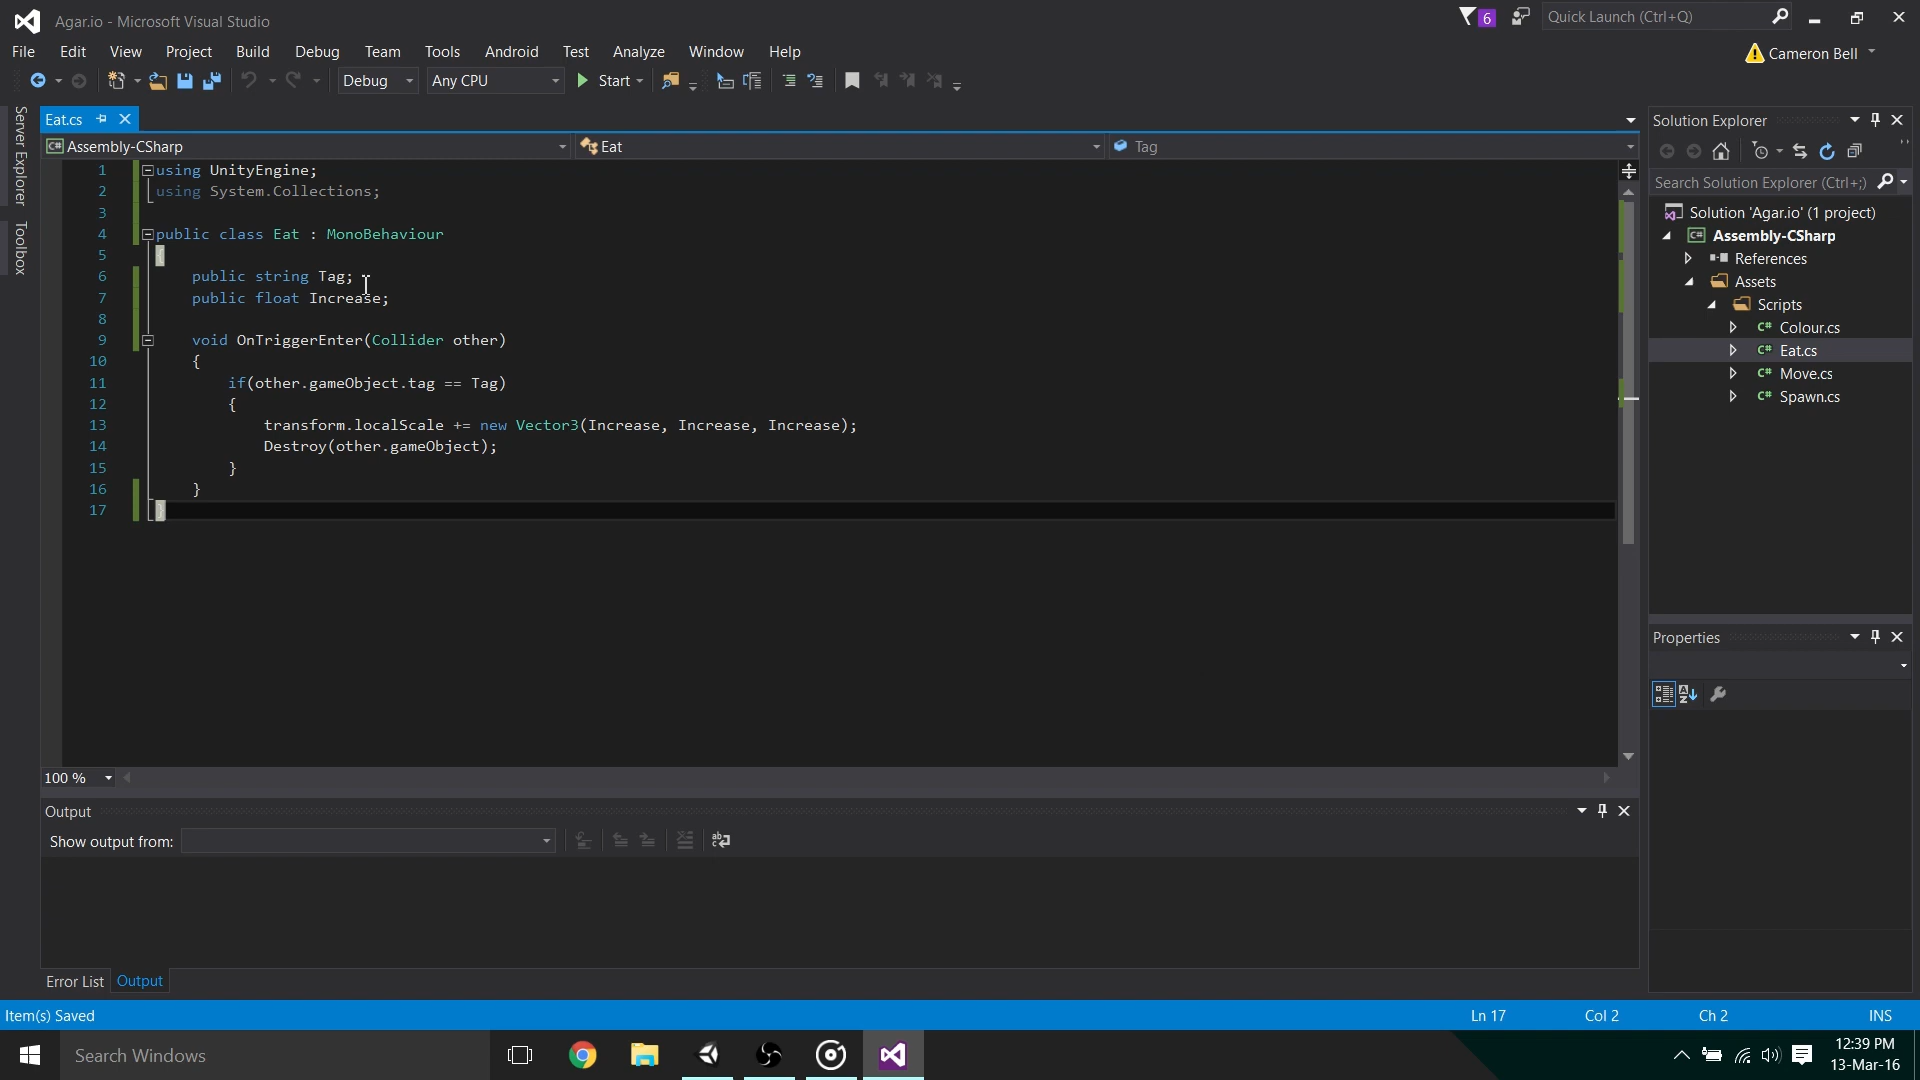 Agar.io - Microsoft Visual Studio
6
Quick Launch (Ctrl+Q)
File Edit View Project Build Debug Team Tools Android Test Analyze Window Help
Cameron Bell
Debug Any CPU Start
Server Explorer
Toolbox
Eat.cs
Assembly-CSharp Eat Tag
1 using UnityEngine;
2 using System.Collections;
3
4 public class Eat : MonoBehaviour
5 {
6 public string Tag;
7 public float Increase;
8
9 void OnTriggerEnter(Collider other)
10 {
11 if(other.gameObject.tag == Tag)
12 {
13 transform.localScale += new Vector3(Increase, Increase, Increase);
14 Destroy(other.gameObject);
15 }
16 }
17 }
100 %
Output
Show output from:
Error List Output
Solution Explorer
Search Solution Explorer (Ctrl+;)
Solution 'Agar.io' (1 project)
C# Assembly-CSharp
References
Assets
Scripts
C# Colour.cs
C# Eat.cs
C# Move.cs
C# Spawn.cs
Properties
Item(s) Saved Ln 17 Col 2 Ch 2 INS
Search Windows
12:39 PM
13-Mar-16